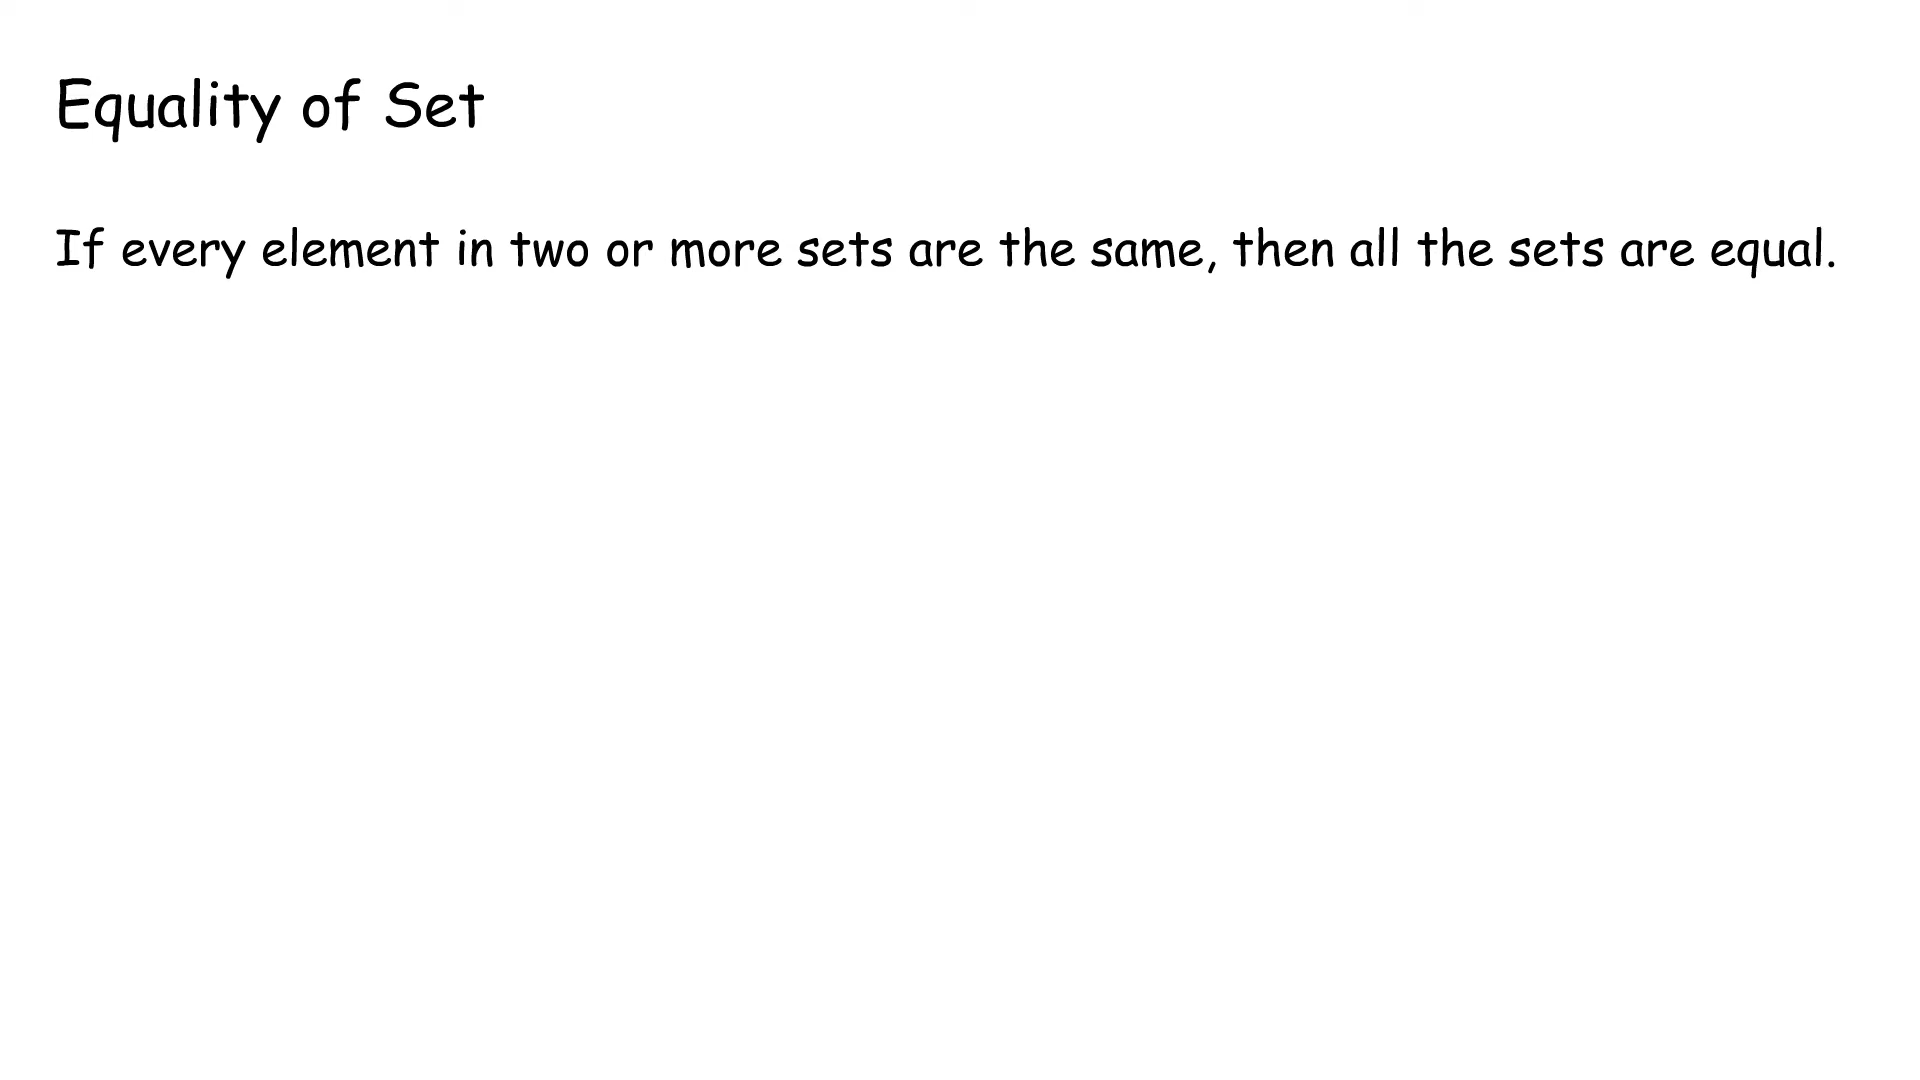 Equality of Set
If every element in two or more sets are the same, then all the sets are equal.